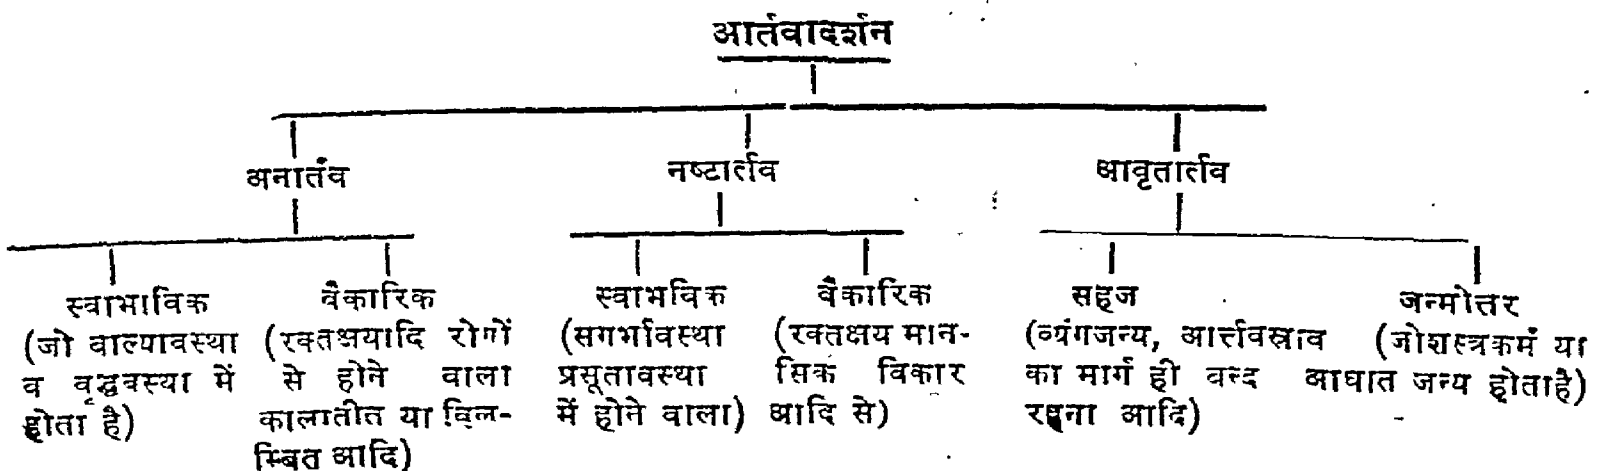 आर्तवादर्शन
अनार्तव
नष्टार्तव
आवृतार्तव
स्वाभाविक
(जो वाल्यावस्था
व वृद्धवस्था में
होता है)
वैकारिक
(रक्तक्षयादि रोगों
से होने वाला
कालातीत या विल-
म्बित आदि)
स्वाभविक
(सगर्भावस्था
प्रसूतावस्था
में होने वाला)
वैकारिक
(रक्तक्षय मान-
सिक विकार
आदि से)
सहज
(व्यंगजन्य, आर्त्तवस्राव
का मार्ग ही वन्द
रहना आदि)
जन्मोत्तर
(जोशस्त्रकर्म या
आघात जन्य होताहै)